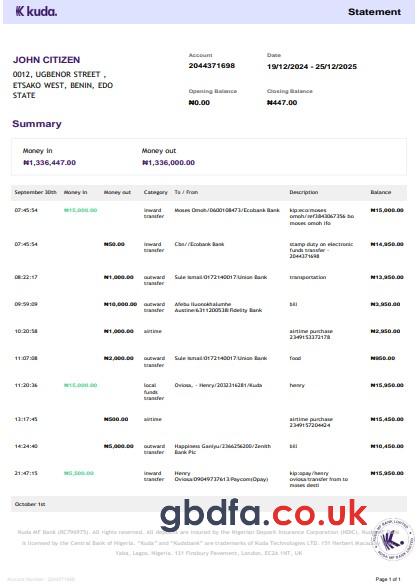 kuda.
Statement
JOHN CITIZEN
Account
Date
2044371698
19/12/2024 - 25/12/2025
0012, UGBENOR STREET ,
ETSAKO WEST, BENIN, EDO
STATE
Opening Balance
Closing Balance
₦0.00
₦447.00
Summary
Money in
Money out
₦1,336,447.00
₦1,336,000.00
September 30th Money in Money out Category To / From Description Balance
07:45:54 ₦15,000.00 inward Moses Omoh/0600108473/Ecobank Bank kip:eco/moses ₦15,000.00
transfer omoh/ref3843067356 bo
moses omoh ifo
07:45:54 ₦50.00 inward Cbn/ /Ecobank Bank stamp duty on electronic ₦14,950.00
transfer funds transfer -
2044371698
08:22:17 ₦1,000.00 outward Sule Ismail/0172140017/Union Bank transportation ₦13,950.00
transfer
09:59:09 ₦10,000.00 outward Afebu Iluonokhalumhe bill ₦3,950.00
transfer Austine/6311200538/Fidelity Bank
10:20:58 ₦1,000.00 airtime airtime purchase ₦2,950.00
2349153372178
11:07:08 ₦2,000.00 outward Sule Ismail/0172140017/Union Bank food ₦950.00
transfer
11:20:36 ₦15,000.00 local Oviosa, - Henry/2032316281/Kuda henry ₦15,950.00
funds
transfer
13:17:45 ₦500.00 airtime airtime purchase ₦15,450.00
2349157204424
14:24:40 ₦5,000.00 outward Happiness Ganiyu/2366256200/Zenith bill ₦10,450.00
transfer Bank Plc
21:47:15 ₦5,500.00 inward Henry kip:opay/henry ₦15,950.00
transfer Oviosa/09049737613/Paycom(Opay) oviosa transfer from to
moses desti
October 1st
gbdfa.co.uk
Kuda MF Bank (RC796975). All rights reserved. All deposits are insured by the Nigerian Deposit Insurance Corporation (NDIC).
is licensed by the Central Bank of Nigeria. "Kuda" and "Kudabank" are trademarks of Kuda Technologies LTD. 151 Herbert
Yaba, Lagos, Nigeria. 131 Finsbury Pavement, London, EC2A 1NT, UK
Account Number 2044371698
Page 1 of 1